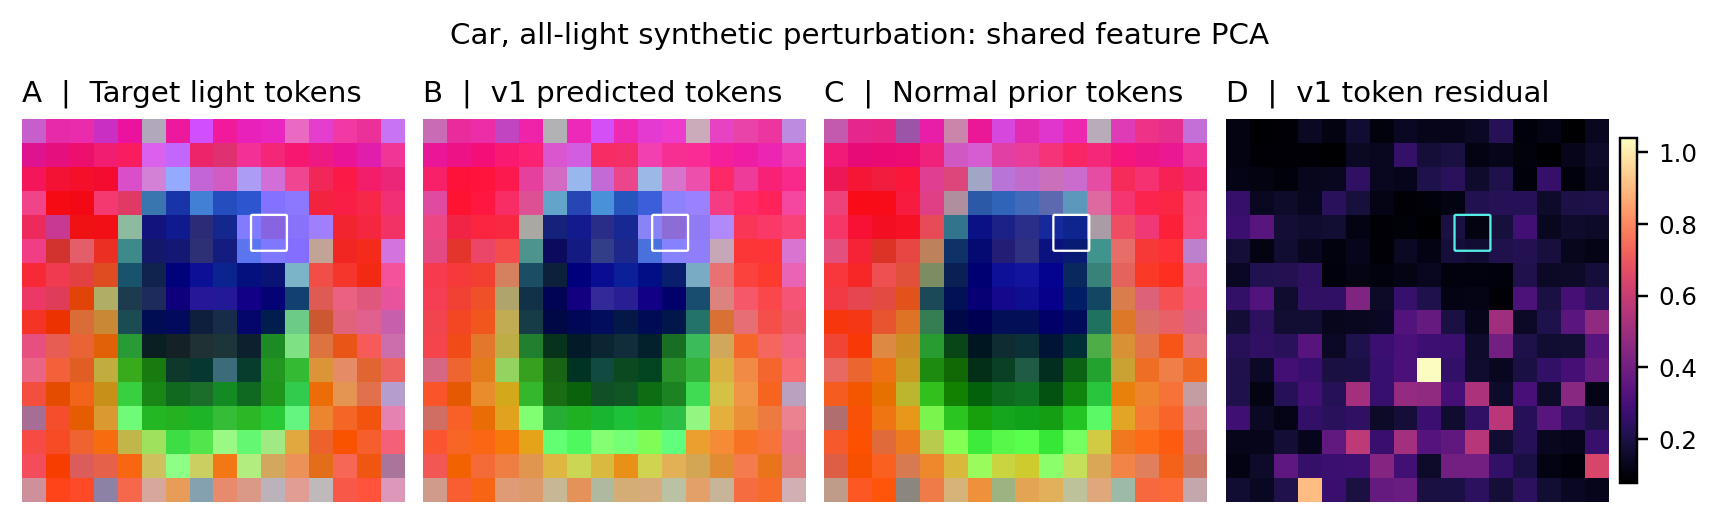 Car, all-light synthetic perturbation: shared feature PCA
A | Target light tokens
B | v1 predicted tokens
C | Normal prior tokens
D | v1 token residual
1.0
0.8
0.6
0.4
0.2